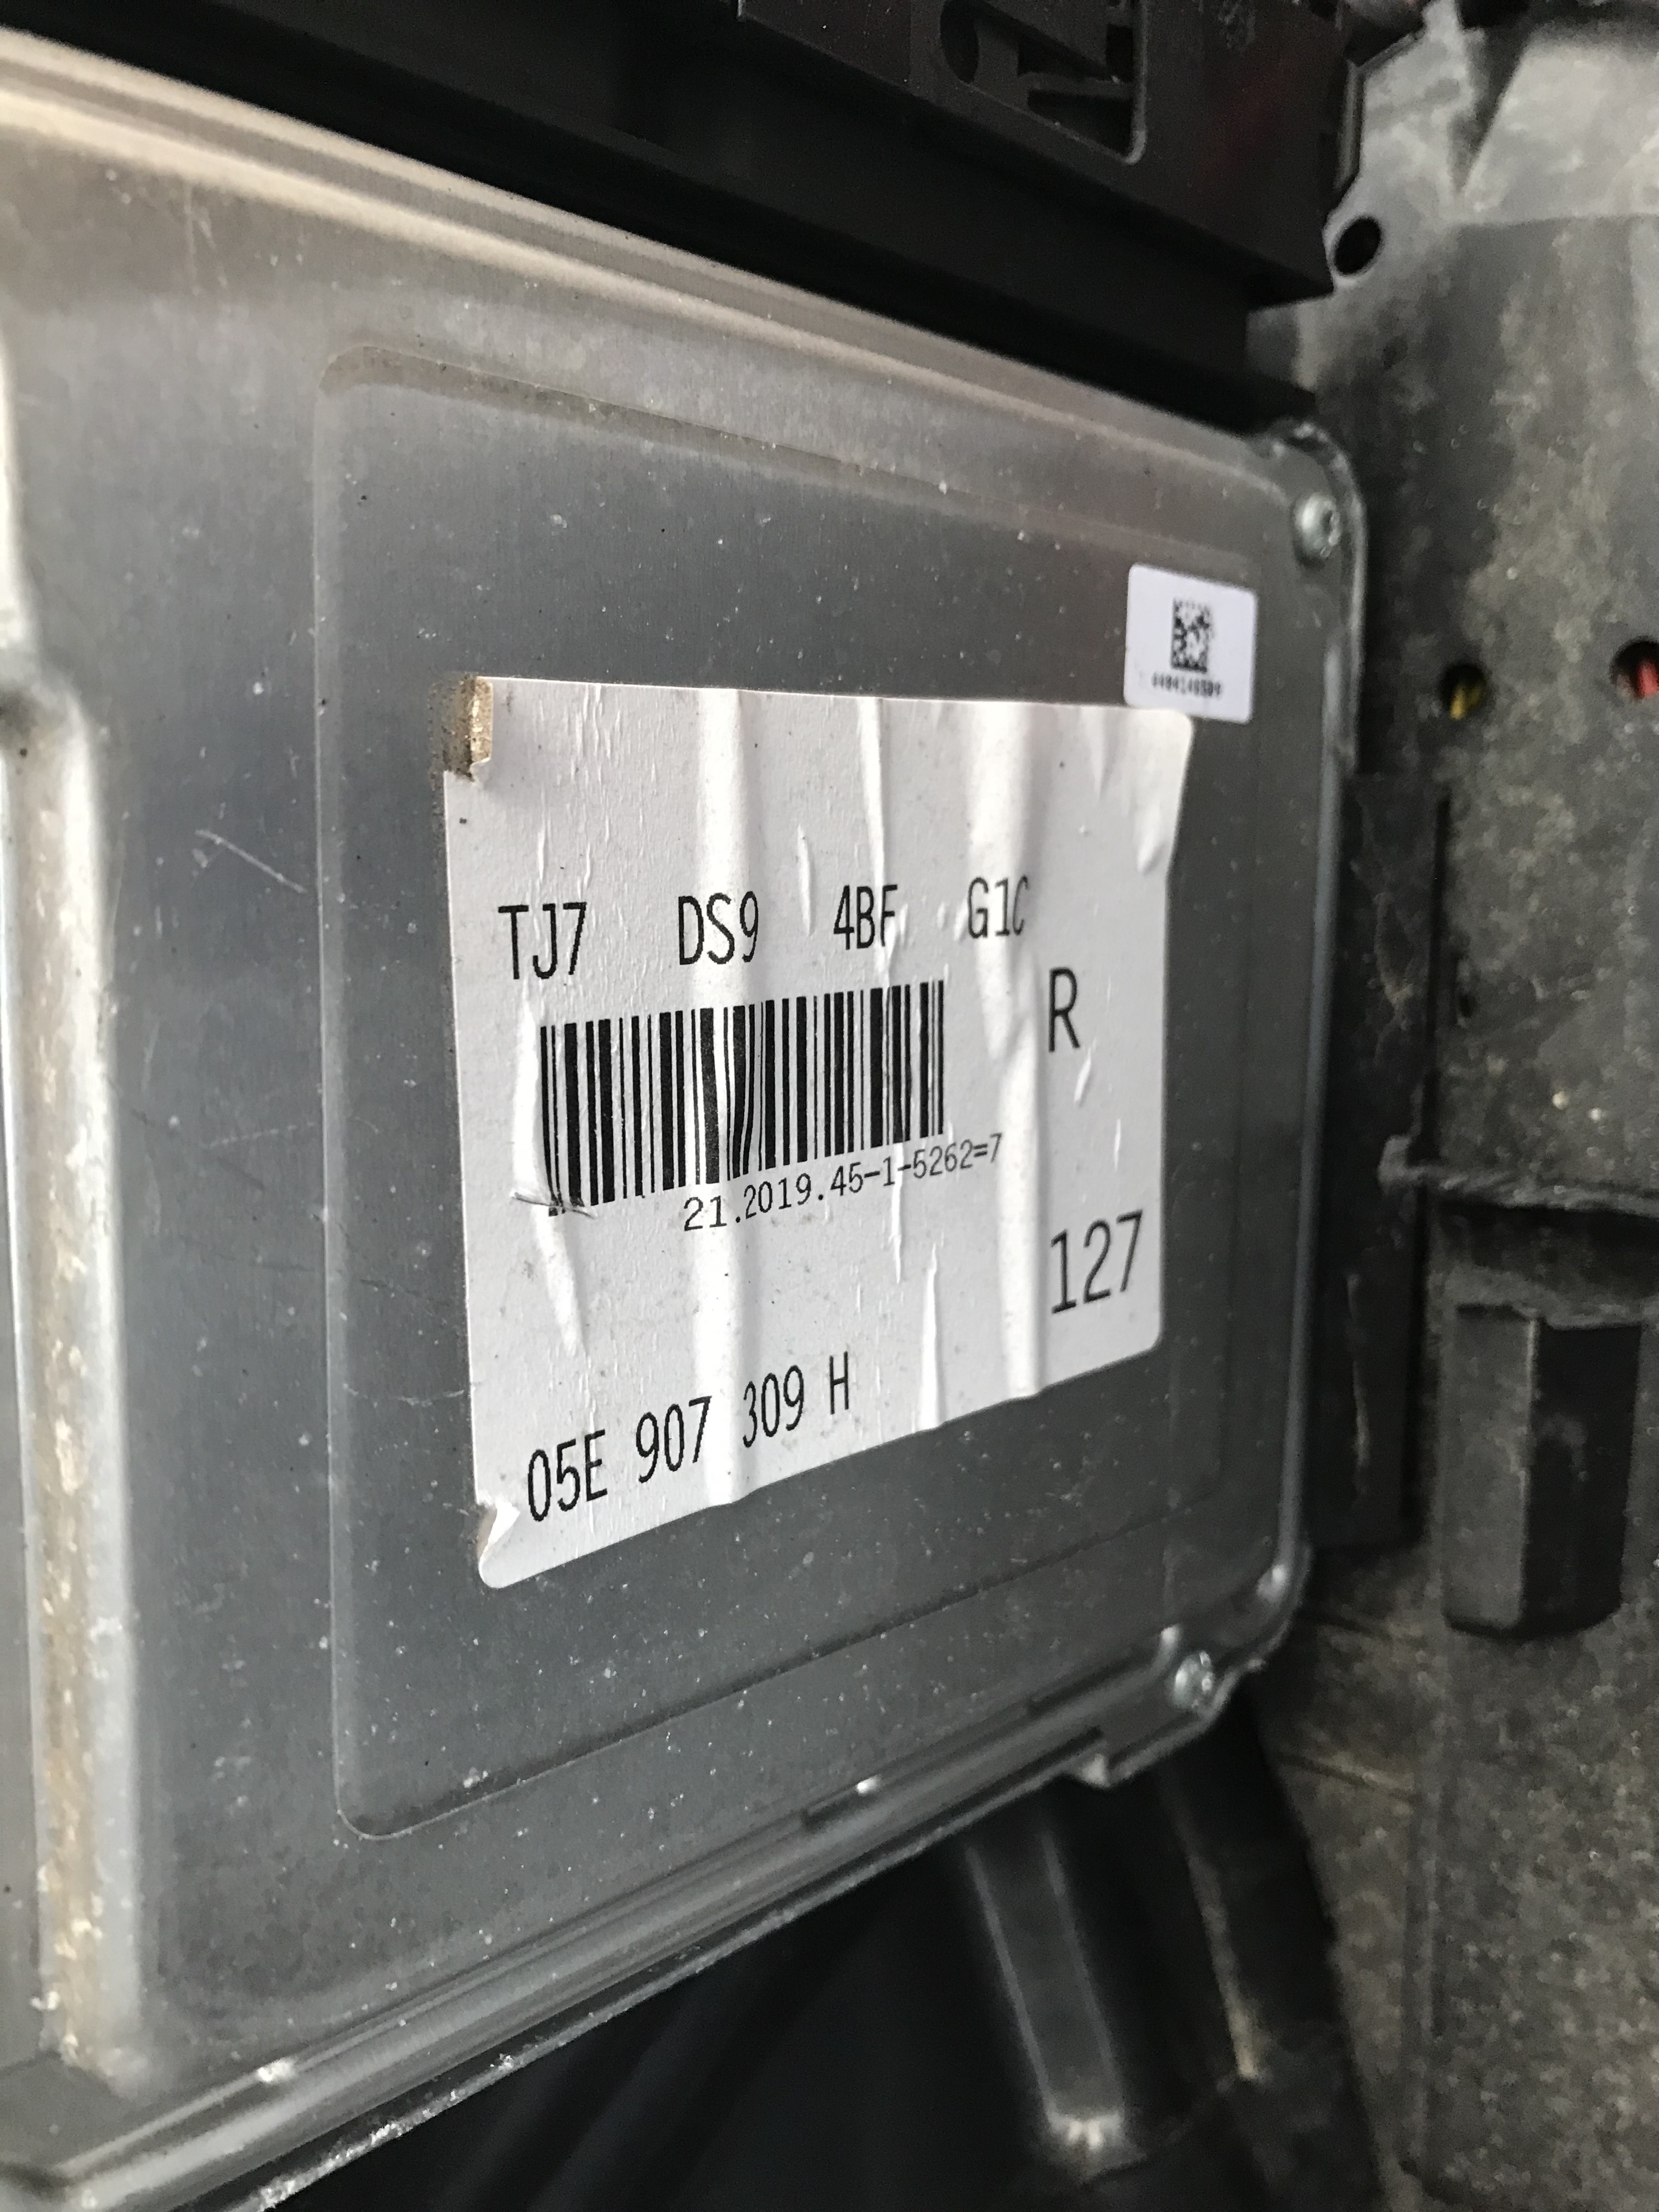 TJ7 DS9 4BF G1C
R
21.2019.45-1-5262=7
127
05E 907 309 H